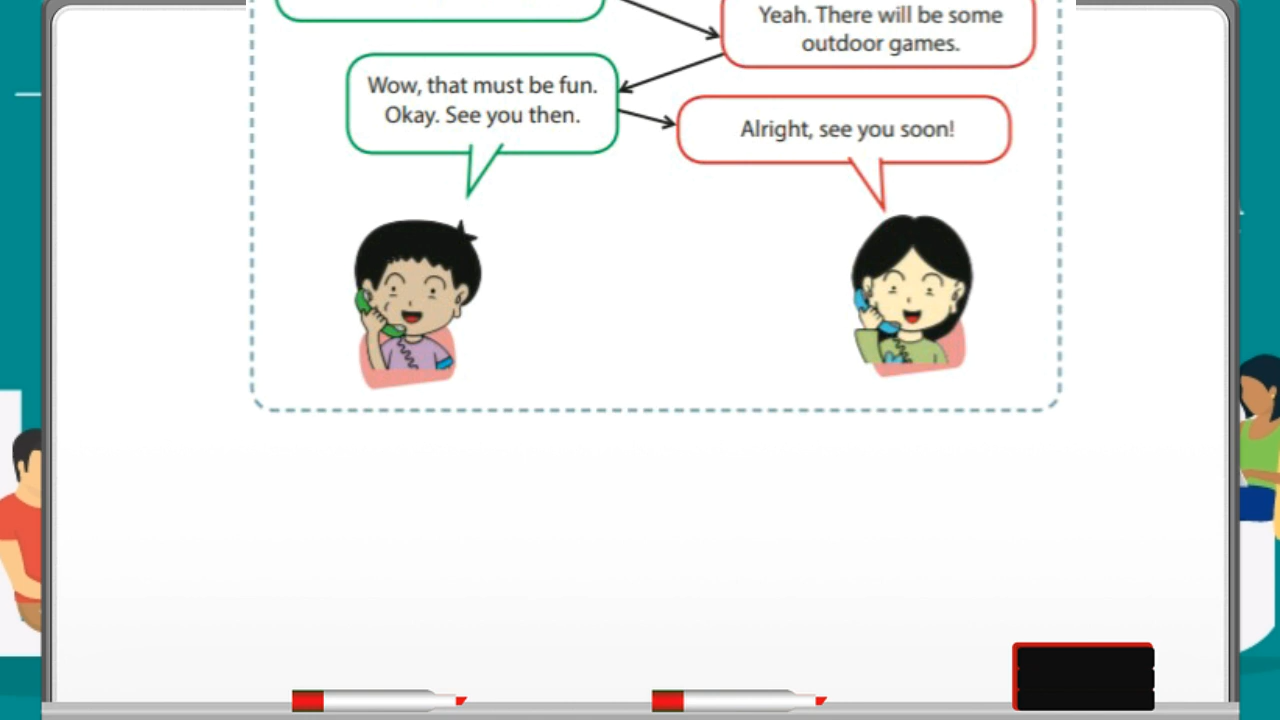 Yeah. There will be some
outdoor games.
Wow, that must be fun.
Okay. See you then.
Alright, see you soon!